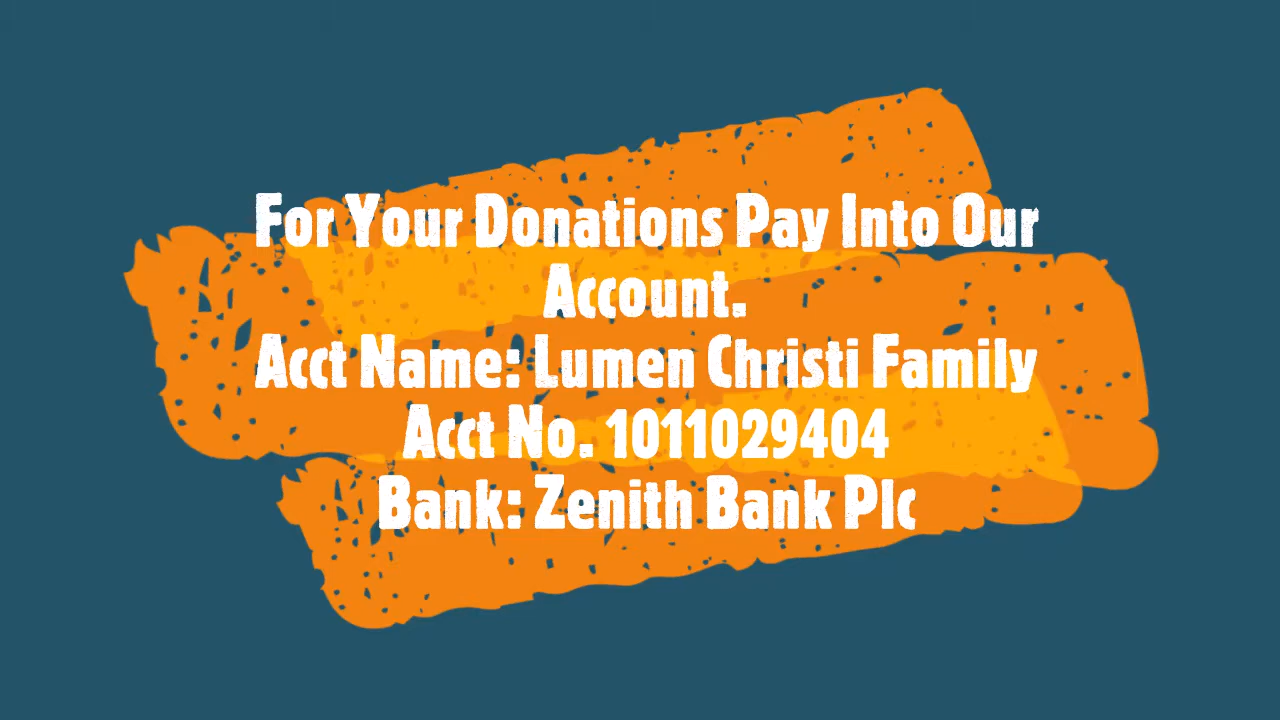 For Your Donations Pay Into Our
Account.
Acct Name: Lumen Christi Family
Acct No. 1011029404
Bank: Zenith Bank Plc